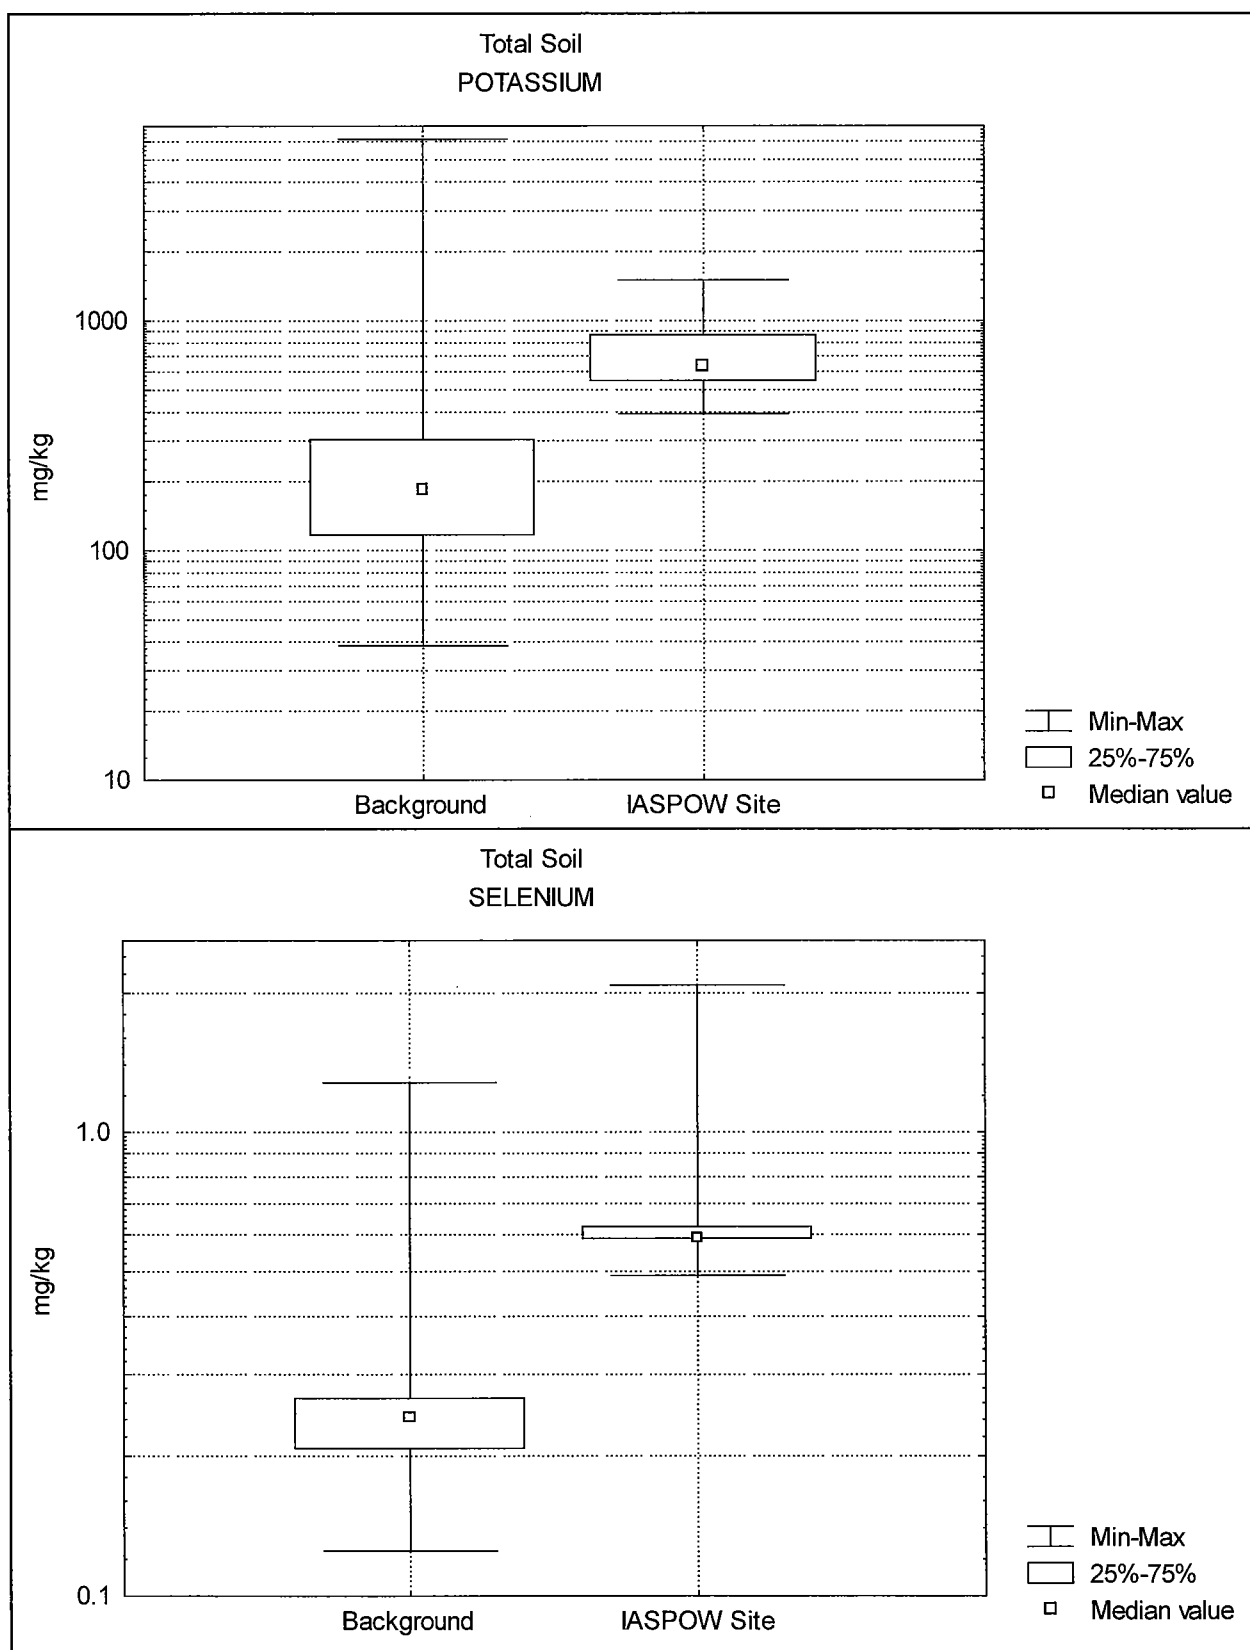 Total Soil
POTASSIUM
1000
100
10
mg/kg
Background
IASPOW Site
Min-Max
25%-75%
Median value
Total Soil
SELENIUM
1.0
0.1
mg/kg
Background
IASPOW Site
Min-Max
25%-75%
Median value